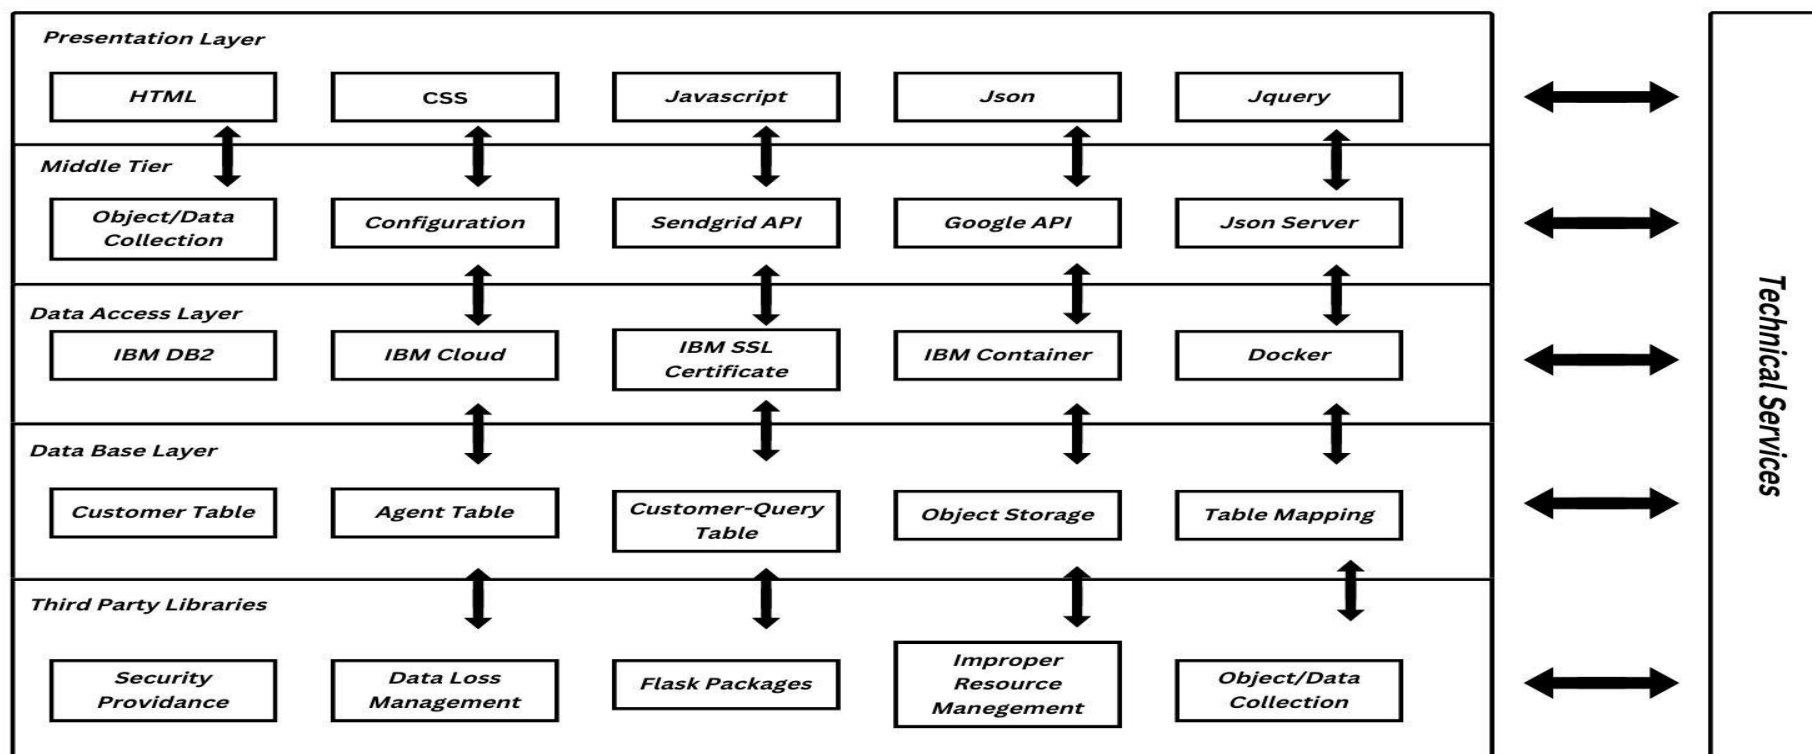 Presentation Layer
HTML
CSS
Javascript
Json
Jquery
Middle Tier
Object/Data
Collection
Configuration
Sendgrid API
Google API
Json Server
Data Access Layer
IBM DB2
IBM Cloud
IBM SSL
Certificate
IBM Container
Docker
Data Base Layer
Customer Table
Agent Table
Customer-Query
Table
Object Storage
Table Mapping
Third Party Libraries
Security
Providance
Data Loss
Management
Flask Packages
Improper
Resource
Manegement
Object/Data
Collection
Technical Services